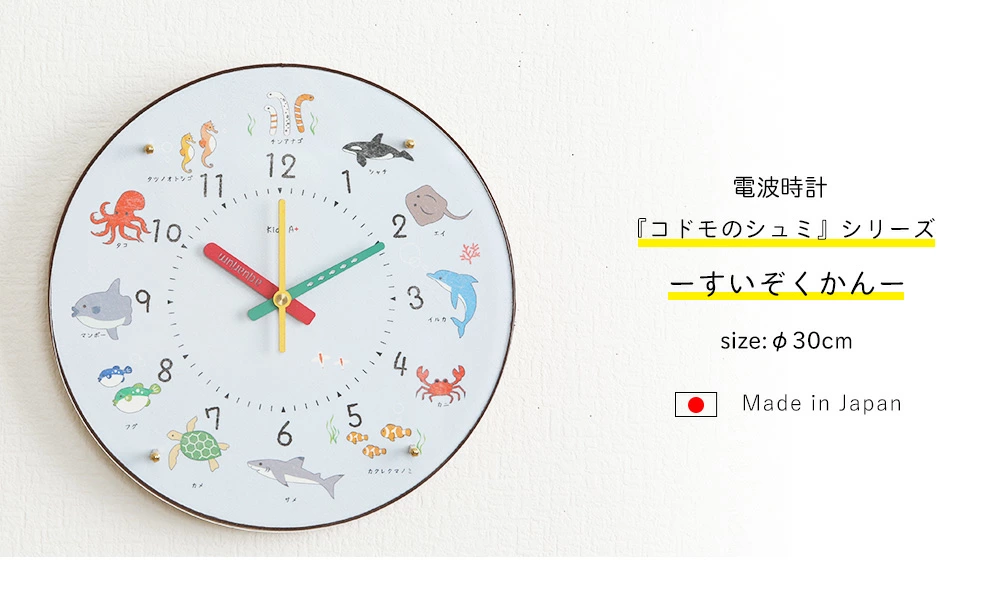 チンアナゴ
シャチ
エイ
イルカ
カニ
カクレクマノミ
サメ
カメ
フグ
マンボー
タコ
タツノオトシゴ
12
1
2
3
4
5
6
7
8
9
10
11
電波時計
『コドモのシュミ』シリーズ
ーすいぞくかんー
size:φ30cm
Made in Japan